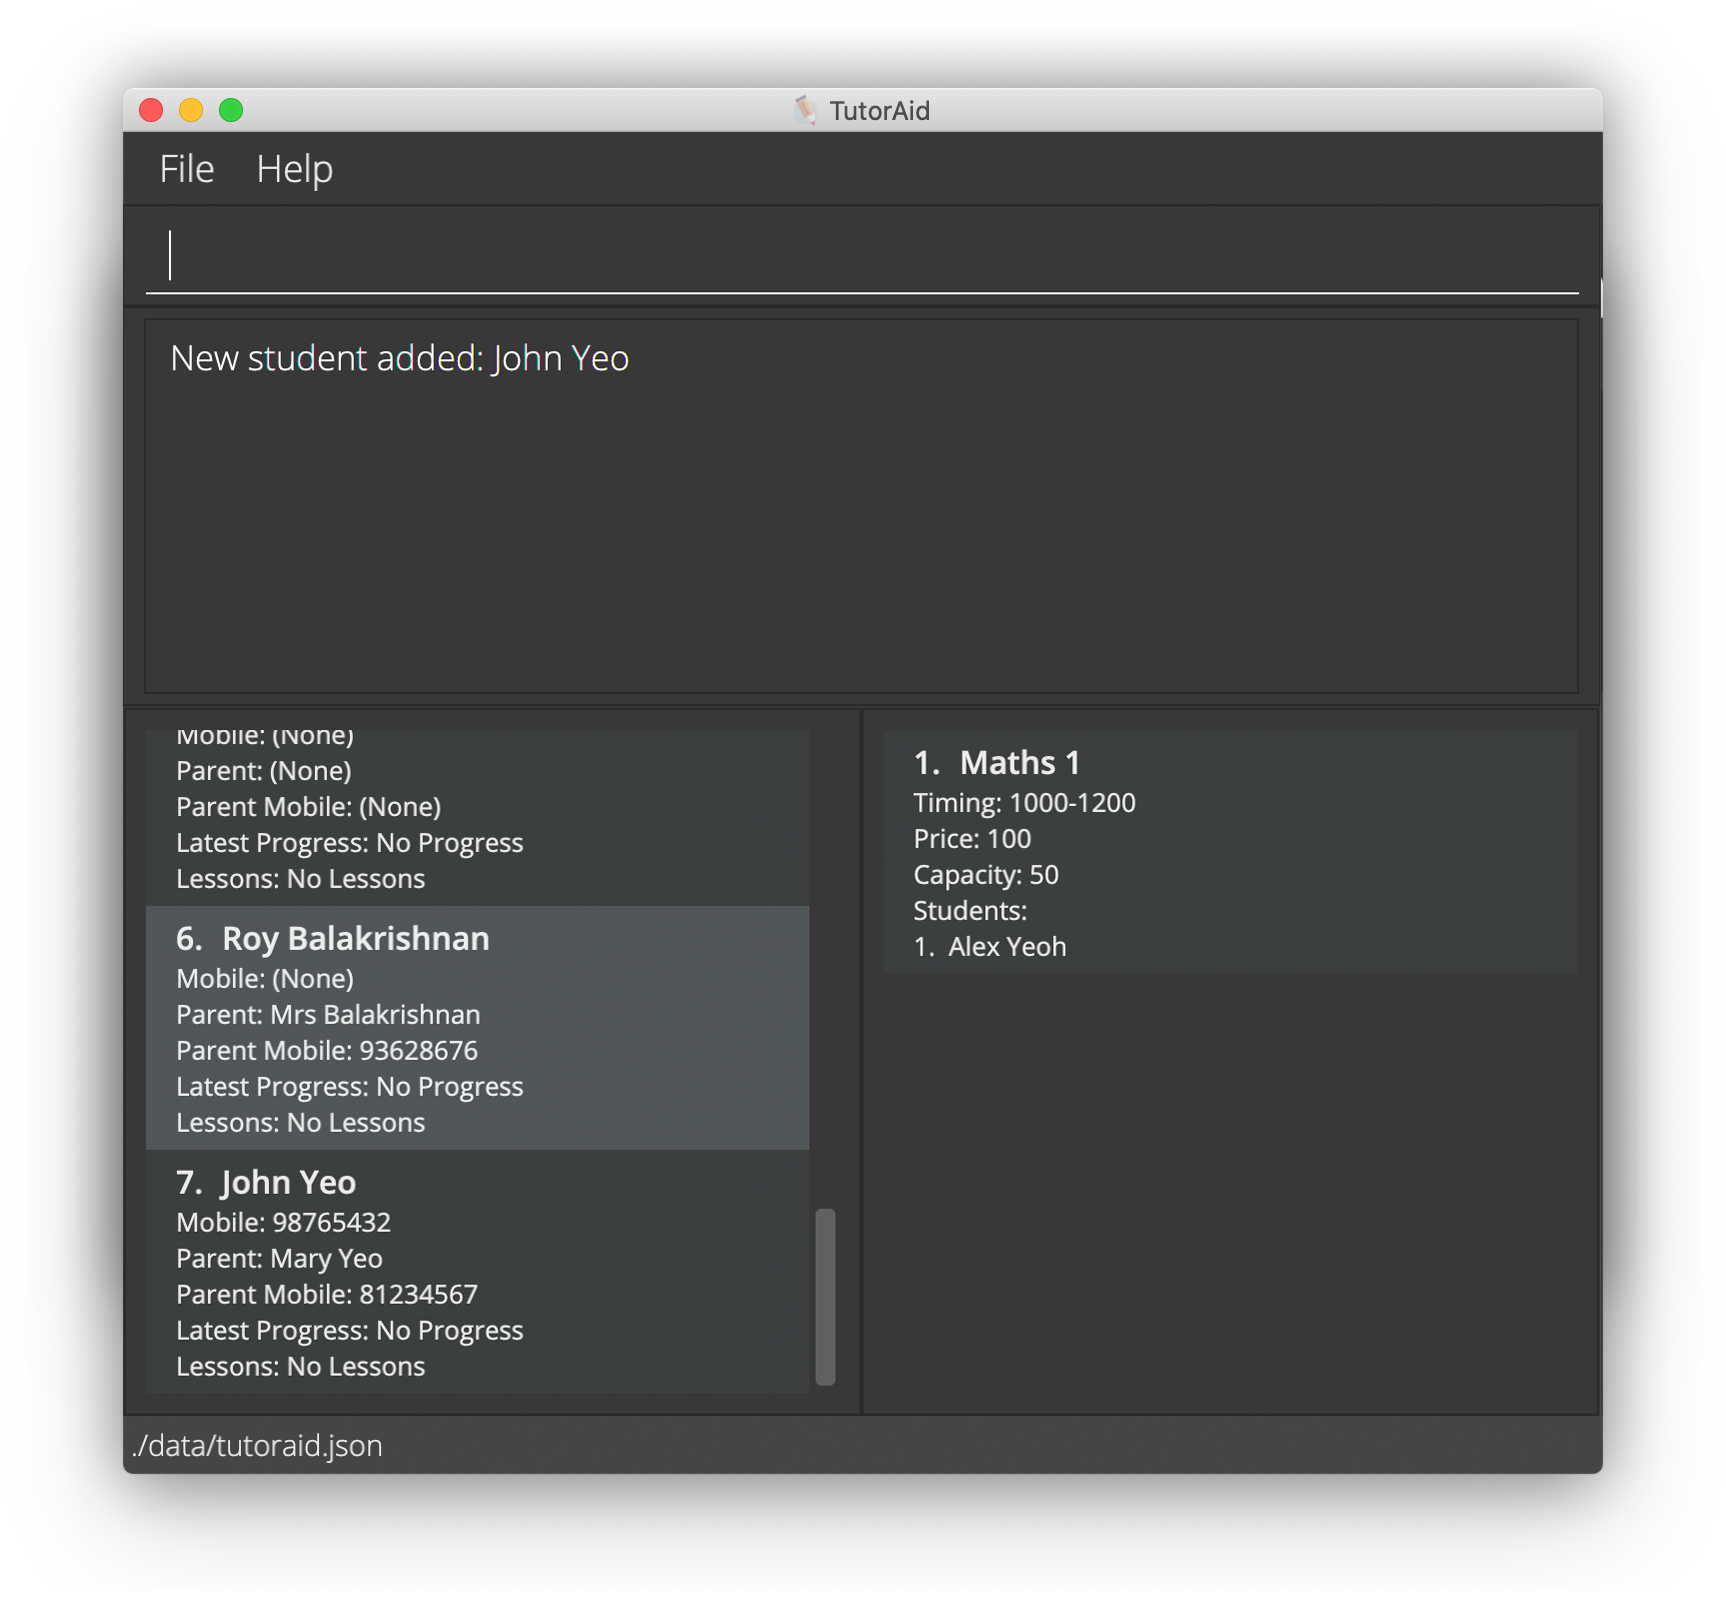 TutorAid
File Help
New student added: John Yeo
Mobile: (None)
Parent: (None)
Parent Mobile: (None)
Latest Progress: No Progress
Lessons: No Lessons
6. Roy Balakrishnan
Mobile: (None)
Parent: Mrs Balakrishnan
Parent Mobile: 93628676
Latest Progress: No Progress
Lessons: No Lessons
7. John Yeo
Mobile: 98765432
Parent: Mary Yeo
Parent Mobile: 81234567
Latest Progress: No Progress
Lessons: No Lessons
1. Maths 1
Timing: 1000-1200
Price: 100
Capacity: 50
Students:
1. Alex Yeoh
./data/tutoraid.json